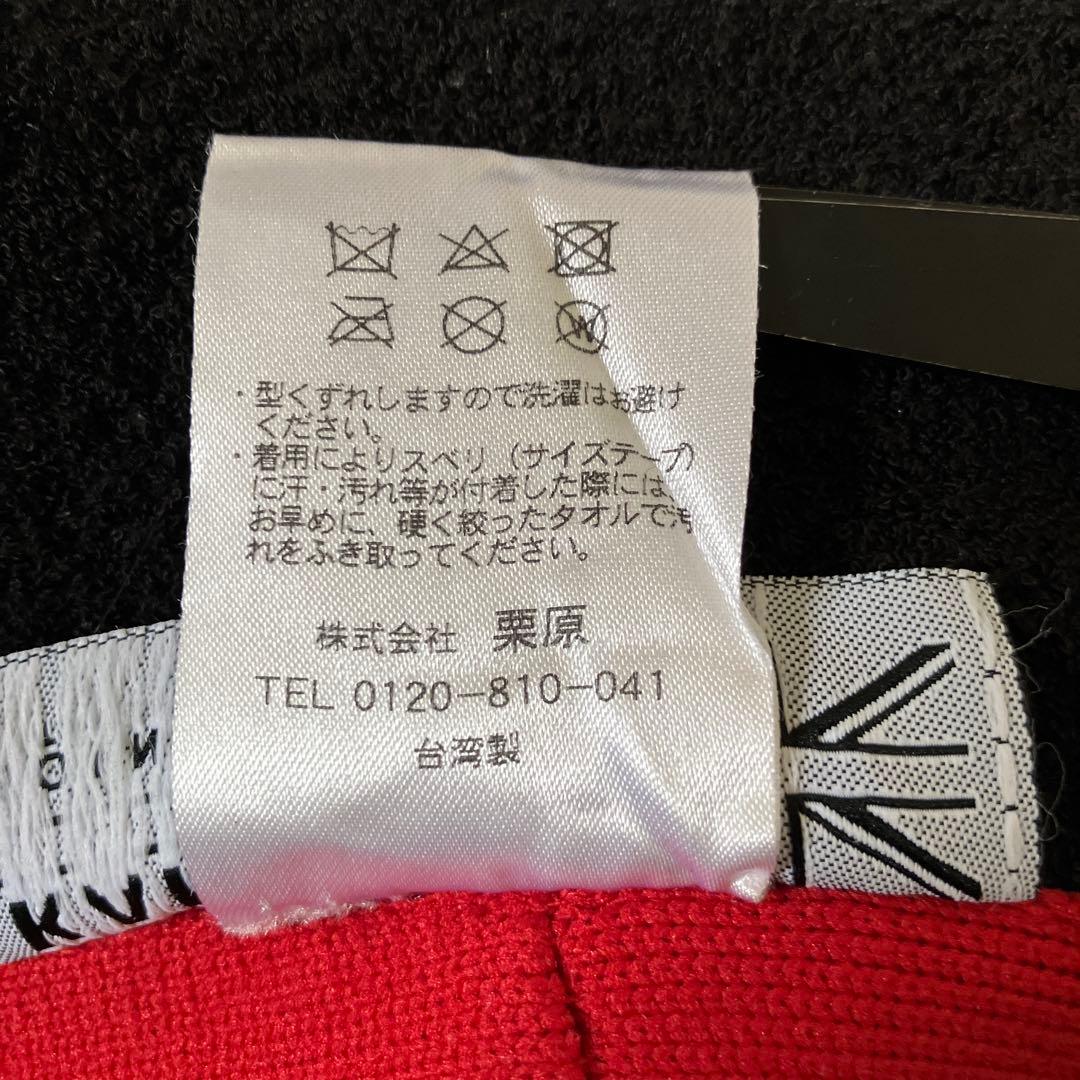 ・型くずれしますので洗濯はお避け
ください。
・着用によりスベリ（サイズテープ）
に汗・汚れ等が付着した際には、
お早めに、硬く絞ったタオルで汚
れをふき取ってください。
株式会社 栗原
TEL 0120-810-041
台湾製